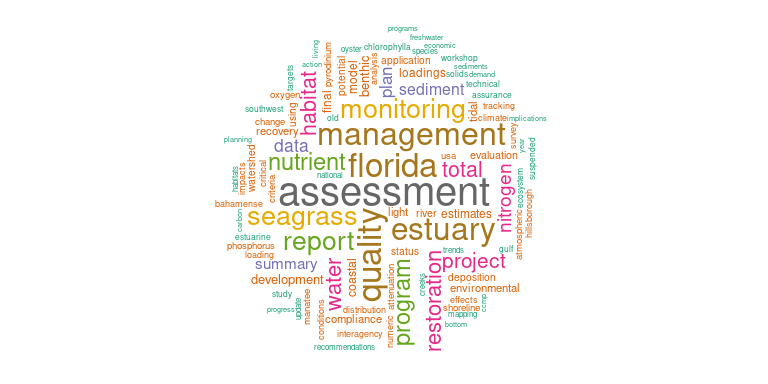 programs
freshwater
economic
living
oyster
chlorophylla
species
workshop
action
pyrodinium
potential
model
benthic
analysis
application
sediments
targets
habitat
final
plan
loadings
solids
demand
technical
oxygen
sediment
assurance
southwest
using
old
monitoring
tidal
tracking
change
climate
implications
recovery
management
survey
planning
data
year
watershed
nutrient
florida
usa
evaluation
suspended
habitats
impacts
critical
national
total
criteria
assessment
nitrogen
ecosystem
bahamense
seagrass
light
river
estimates
atmospheric
hillsborough
carbon
quality
estuary
estuarine
report
phosphorus
loading
status
trends
gulf
summary
water
coastal
program
restoration
project
development
attenuation
creeks
deposition
environmental
study
manatee
effects
ccmp
update
progress
conditions
distribution
shoreline
mapping
compliance
numeric
bottom
interagency
recommendations